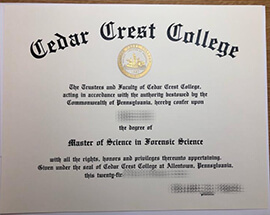 Cedar Crest College
The Trustees and Faculty of Cedar Crest College,
acting in accordance with the authority bestowed by the
Commonwealth of Pennsylvania, hereby confer upon
the degree of
Master of Science in Forensic Science
with all the rights, honors and privileges thereunto appertaining.
Given under the seal of Cedar Crest College at Allentown, Pennsylvania,
this